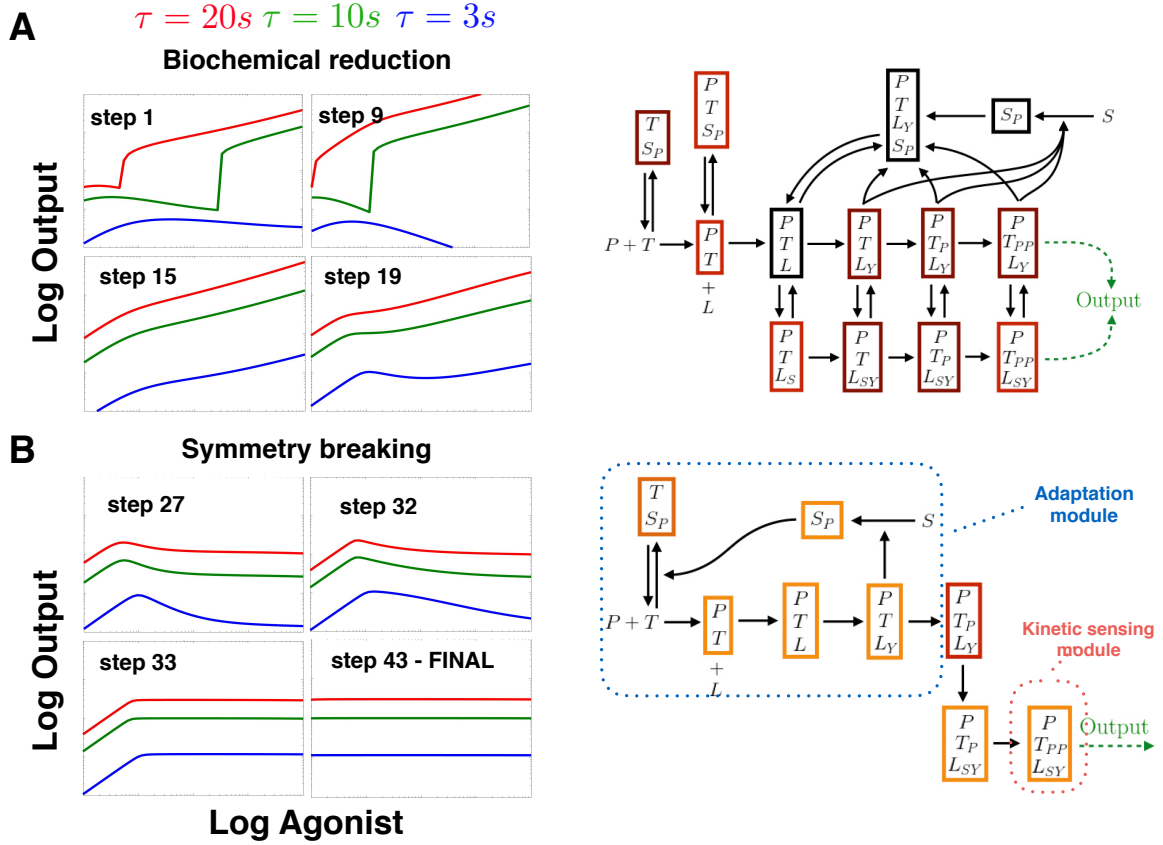 A
τ = 20s τ = 10s τ = 3s
Biochemical reduction
step 1
step 9
step 15
step 19
Log Output
T
S_P
P
T
S_P
P + T
P
T
+
L
P
T
L_Y
S_P
S_P
S
P
T
L
P
T
L_Y
P
T_P
L_Y
P
T_PP
L_Y
Output
P
T
L_S
P
T
L_SY
P
T_P
L_SY
P
T_PP
L_SY
B
Symmetry breaking
step 27
step 32
step 33
step 43 - FINAL
Log Output
Log Agonist
T
S_P
S_P
S
Adaptation
module
P + T
P
T
+
L
P
T
L
P
T
L_Y
P
T_P
L_Y
Kinetic sensing
module
P
T_P
L_SY
P
T_PP
L_SY
Output